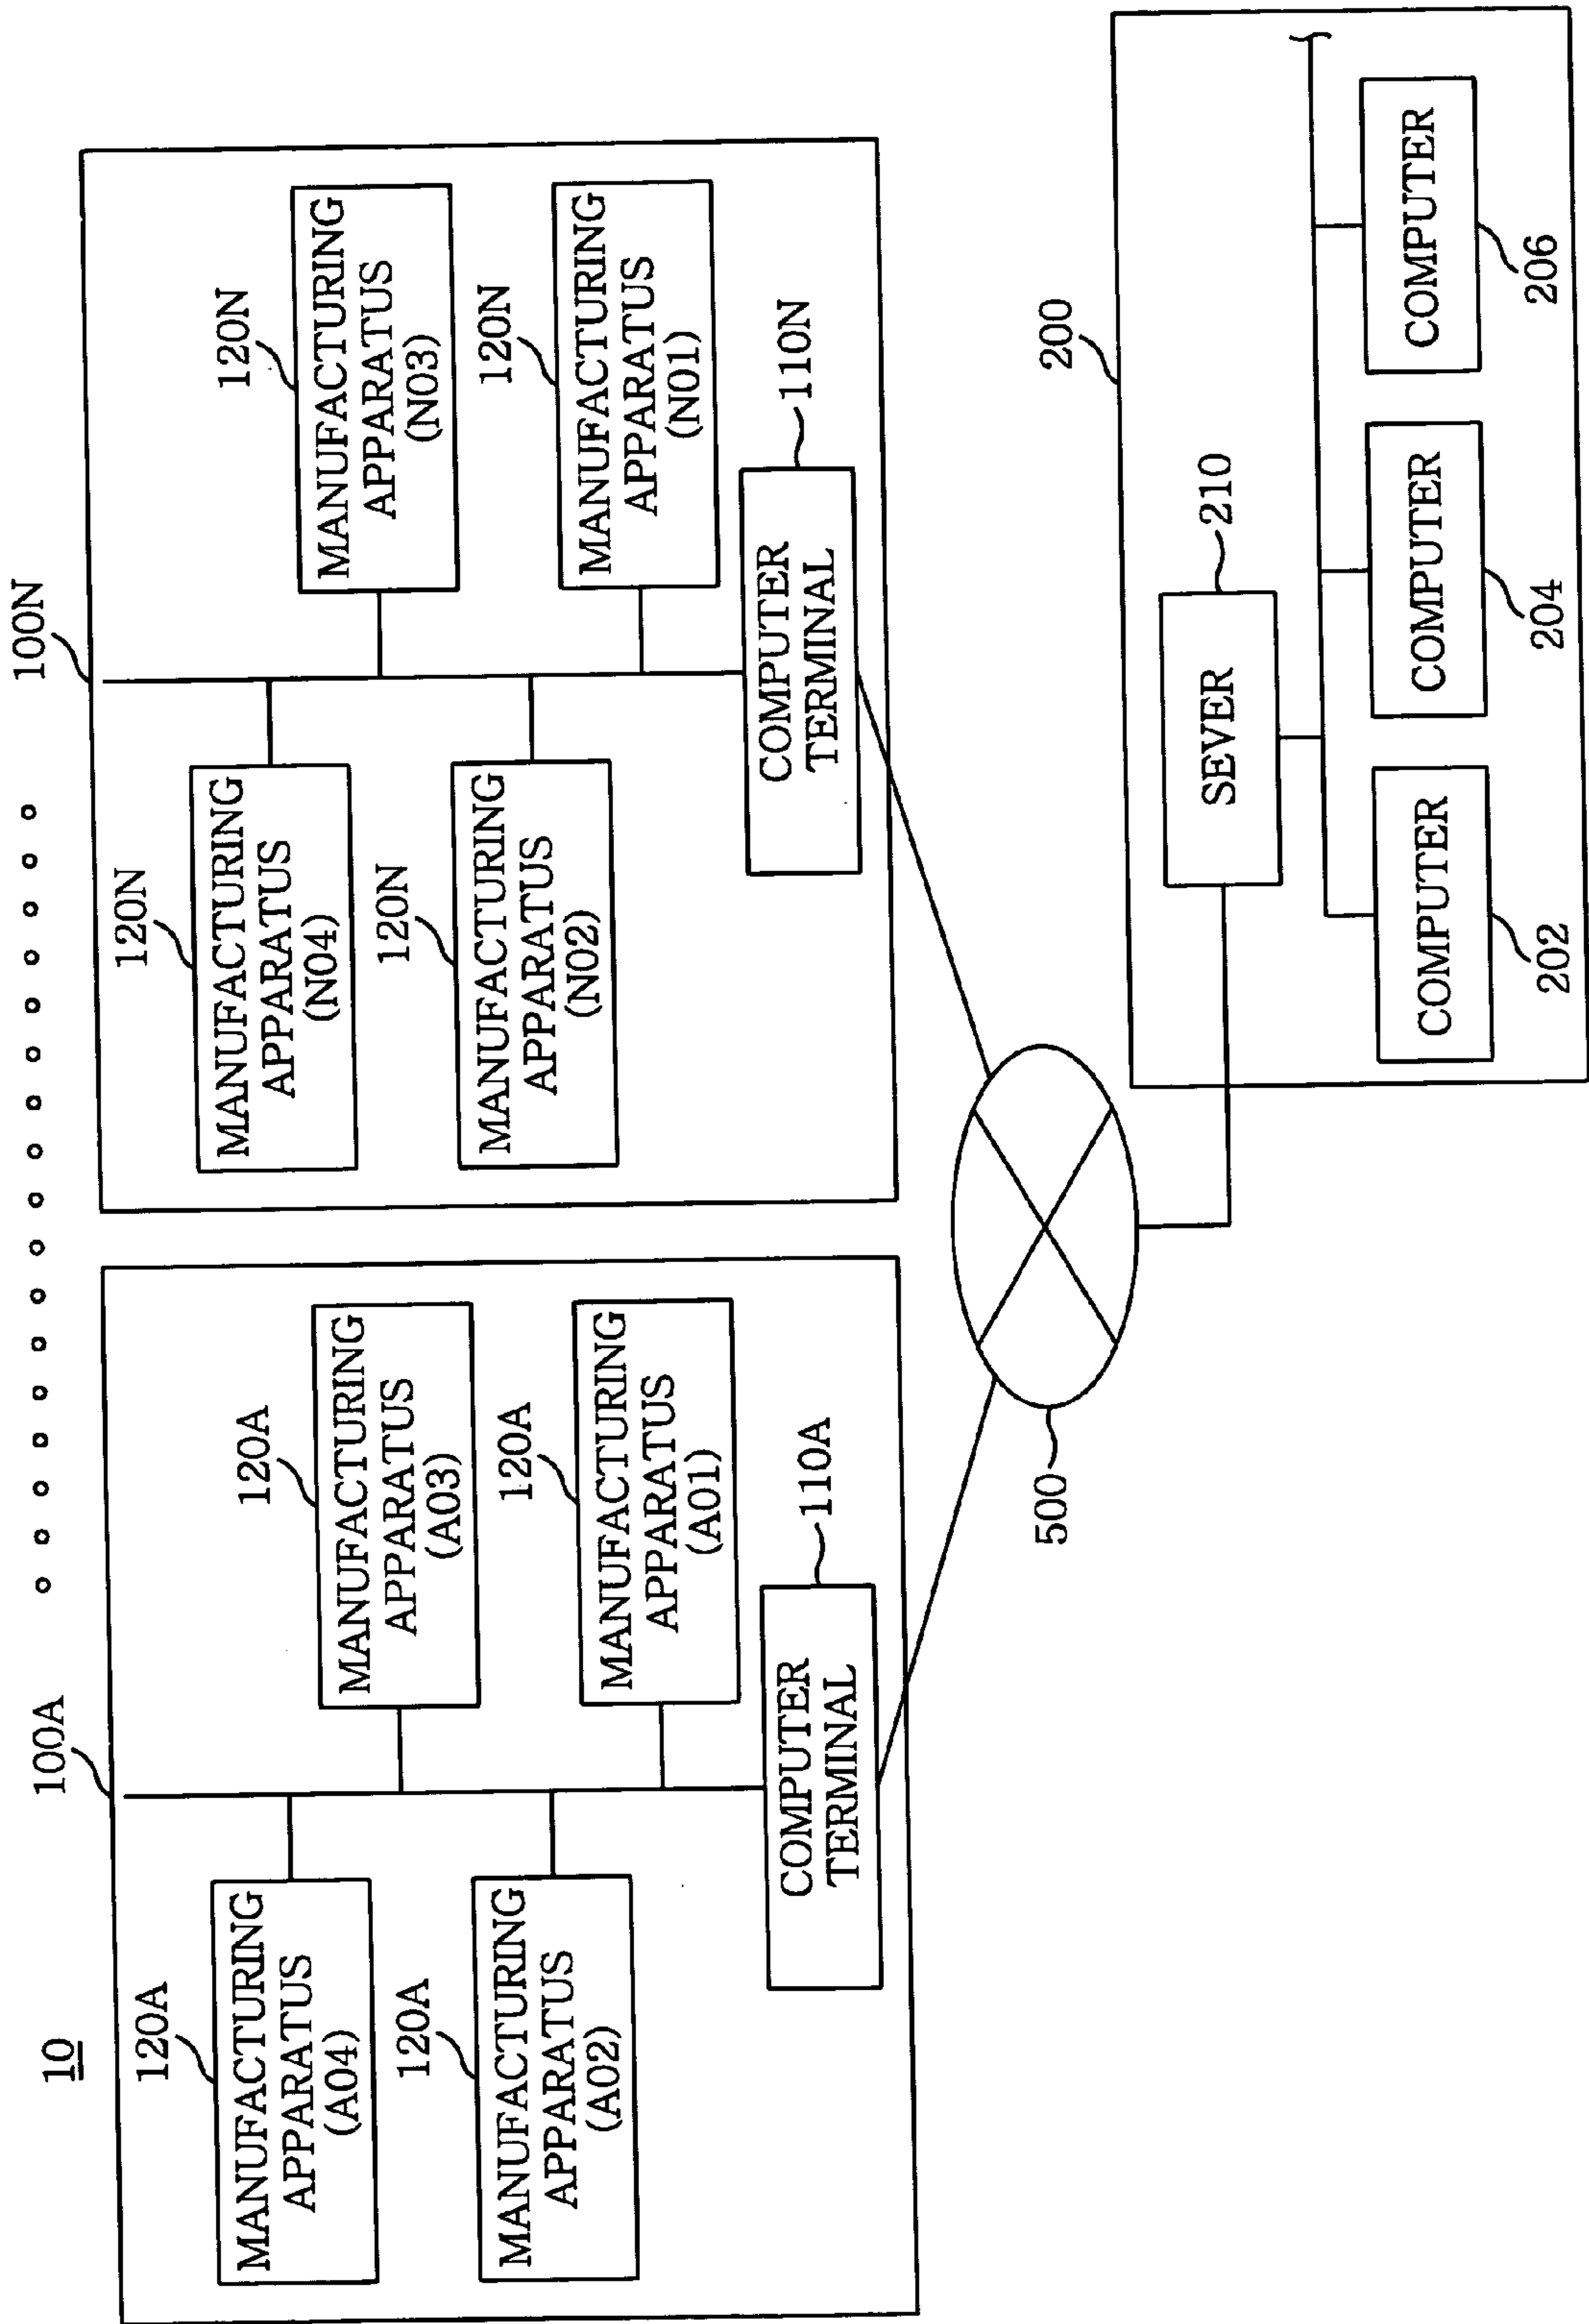 10
100A
120A
MANUFACTURING
APPARATUS
(A04)
120A
MANUFACTURING
APPARATUS
(A03)
120A
MANUFACTURING
APPARATUS
(A02)
120A
MANUFACTURING
APPARATUS
(A01)
COMPUTER
TERMINAL
110A
100N
120N
MANUFACTURING
APPARATUS
(N04)
120N
MANUFACTURING
APPARATUS
(N03)
120N
MANUFACTURING
APPARATUS
(N02)
120N
MANUFACTURING
APPARATUS
(N01)
COMPUTER
TERMINAL
110N
500
200
SEVER
210
COMPUTER
202
COMPUTER
204
COMPUTER
206